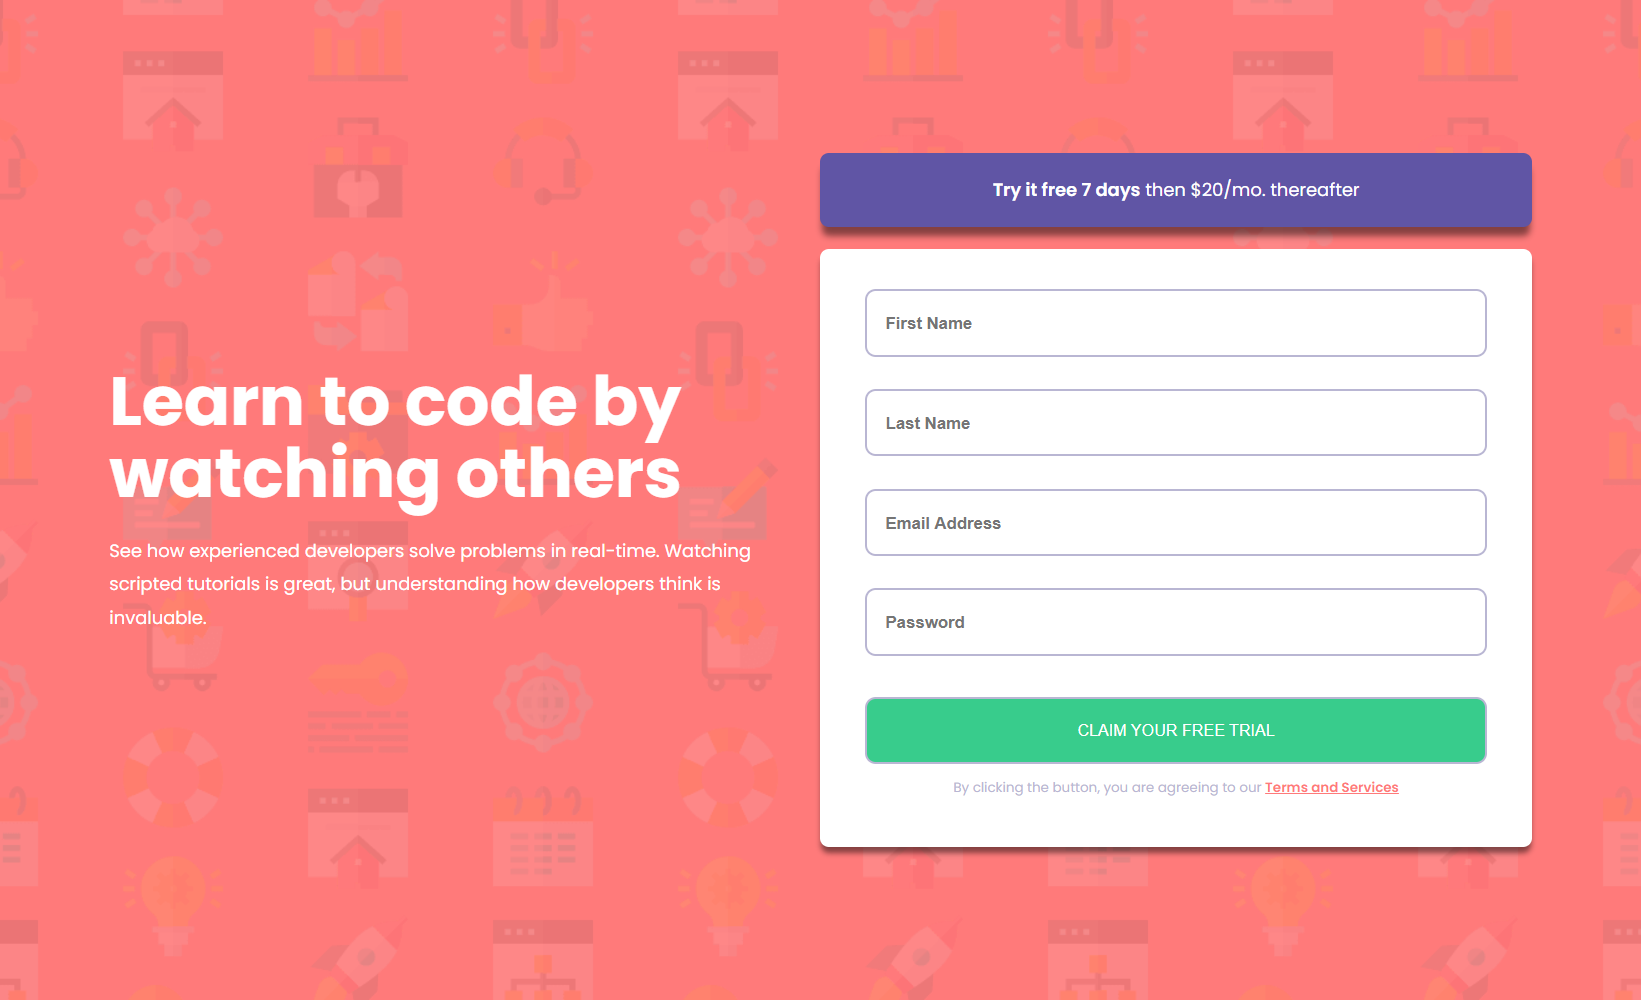 Learn to code by
watching others
See how experienced developers solve problems in real-time. Watching
scripted tutorials is great, but understanding how developers think is
invaluable.
Try it free 7 days then $20/mo. thereafter
First Name
Last Name
Email Address
Password
CLAIM YOUR FREE TRIAL
By clicking the button, you are agreeing to our Terms and Services